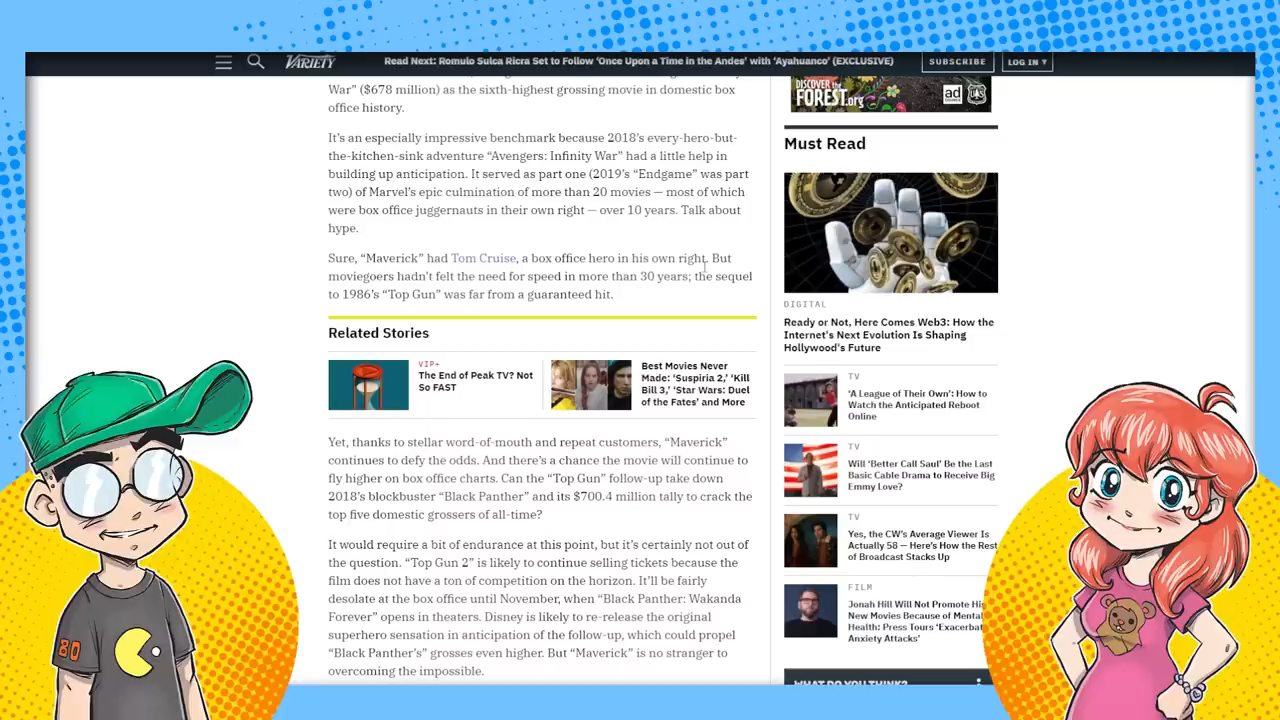 VARIETY
Read Next: Romulo Sulca Ricra Set to Follow ‘Once Upon a Time in the Andes’ with ‘Ayahuanco’ (EXCLUSIVE)
SUBSCRIBE
LOG IN ▾
War” ($678 million) as the sixth-highest grossing movie in domestic box
office history.
It’s an especially impressive benchmark because 2018’s every-hero-but-
the-kitchen-sink adventure “Avengers: Infinity War” had a little help in
building up anticipation. It served as part one (2019’s “Endgame” was part
two) of Marvel’s epic culmination of more than 20 movies — most of which
were box office juggernauts in their own right — over 10 years. Talk about
hype.
Sure, “Maverick” had Tom Cruise, a box office hero in his own right. But
moviegoers hadn’t felt the need for speed in more than 30 years; the sequel
to 1986’s “Top Gun” was far from a guaranteed hit.
Related Stories
VIP+
The End of Peak TV? Not
So FAST
Best Movies Never
Made: ‘Suspiria 2,’ ‘Kill
Bill 3,’ ‘Star Wars: Duel
of the Fates’ and More
Yet, thanks to stellar word-of-mouth and repeat customers, “Maverick”
continues to defy the odds. And there’s a chance the movie will continue to
fly higher on box office charts. Can the “Top Gun” follow-up take down
2018’s blockbuster “Black Panther” and its $700.4 million tally to crack the
top five domestic grossers of all-time?
It would require a bit of endurance at this point, but it’s certainly not out of
the question. “Top Gun 2” is likely to continue selling tickets because the
film does not have a ton of competition on the horizon. It’ll be fairly
desolate at the box office until November, when “Black Panther: Wakanda
Forever” opens in theaters. Disney is likely to re-release the original
superhero sensation in anticipation of the follow-up, which could propel
“Black Panther’s” grosses even higher. But “Maverick” is no stranger to
overcoming the impossible.
DISCOVER THE
FOREST.org
ad
COUNCIL
Must Read
DIGITAL
Ready or Not, Here Comes Web3: How the
Internet’s Next Evolution Is Shaping
Hollywood’s Future
TV
‘A League of Their Own’: How to
Watch the Anticipated Reboot
Online
TV
Will ‘Better Call Saul’ Be the Last
Basic Cable Drama to Receive Big
Emmy Love?
TV
Yes, the CW’s Average Viewer Is
Actually 58 — Here’s How the Rest
of Broadcast Stacks Up
FILM
Jonah Hill Will Not Promote His
New Movies Because of Mental
Health: Press Tours ‘Exacerbat
Anxiety Attacks’
WHAT DO YOU THINK?
80